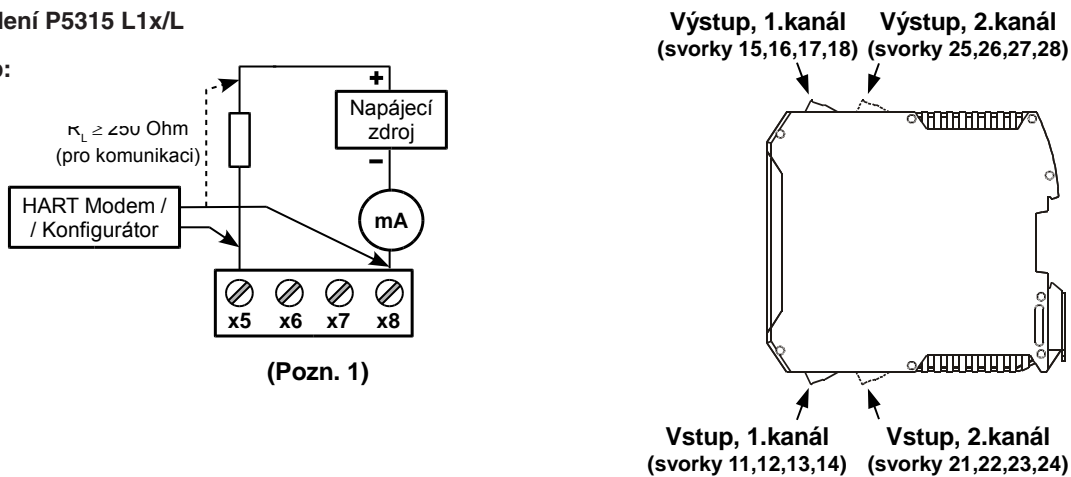 lení P5315 L1x/L
o:
R_L ≥ 250 Ohm
(pro komunikaci)
HART Modem /
/ Konfigurátor
+
Napájecí
zdroj
−
mA
x5 x6 x7 x8
(Pozn. 1)
Výstup, 1.kanál
(svorky 15,16,17,18)
Výstup, 2.kanál
(svorky 25,26,27,28)
Vstup, 1.kanál
(svorky 11,12,13,14)
Vstup, 2.kanál
(svorky 21,22,23,24)